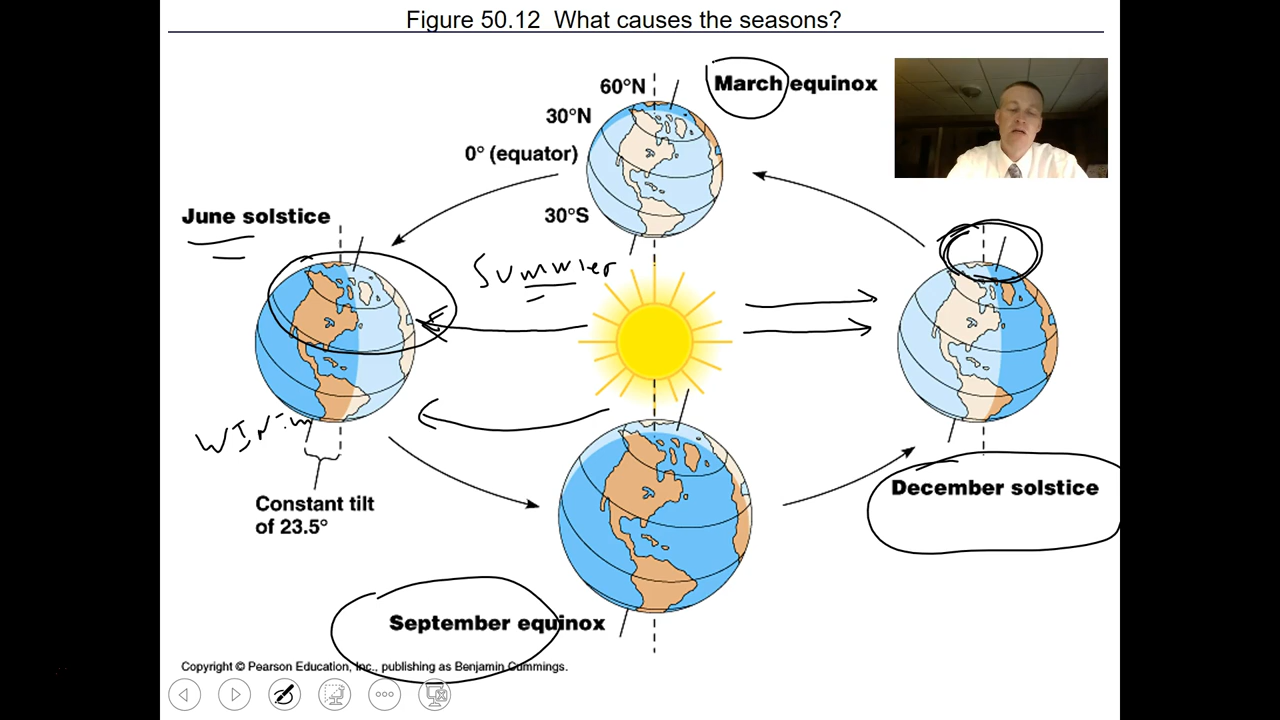 Figure 50.12 What causes the seasons?
60°N
March equinox
30°N
0° (equator)
30°S
June solstice
Summer
Constant tilt
of 23.5°
December solstice
September equinox
Copyright © Pearson Education, Inc., publishing as Benjamin Cummings.